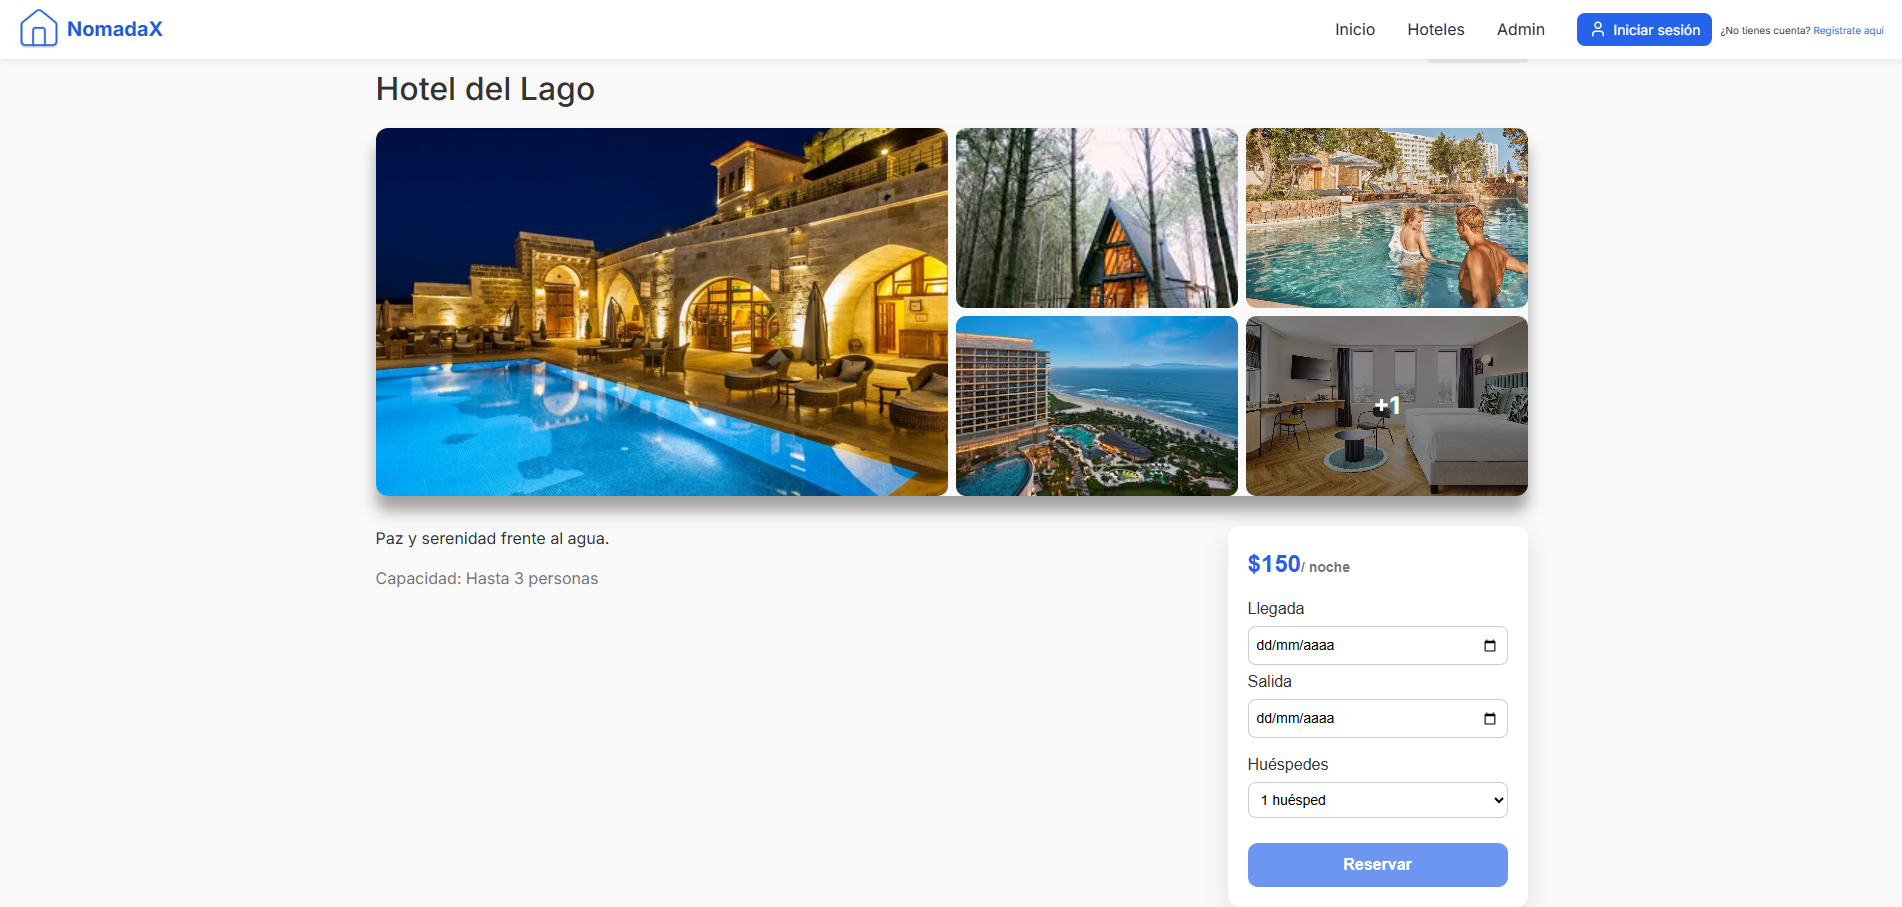 NomadaX
Inicio
Hoteles
Admin
Iniciar sesión
¿No tienes cuenta? Regístrate aquí
Hotel del Lago
+1
Paz y serenidad frente al agua.
Capacidad: Hasta 3 personas
$150/ noche
Llegada
dd/mm/aaaa
Salida
dd/mm/aaaa
Huéspedes
1 huésped
Reservar